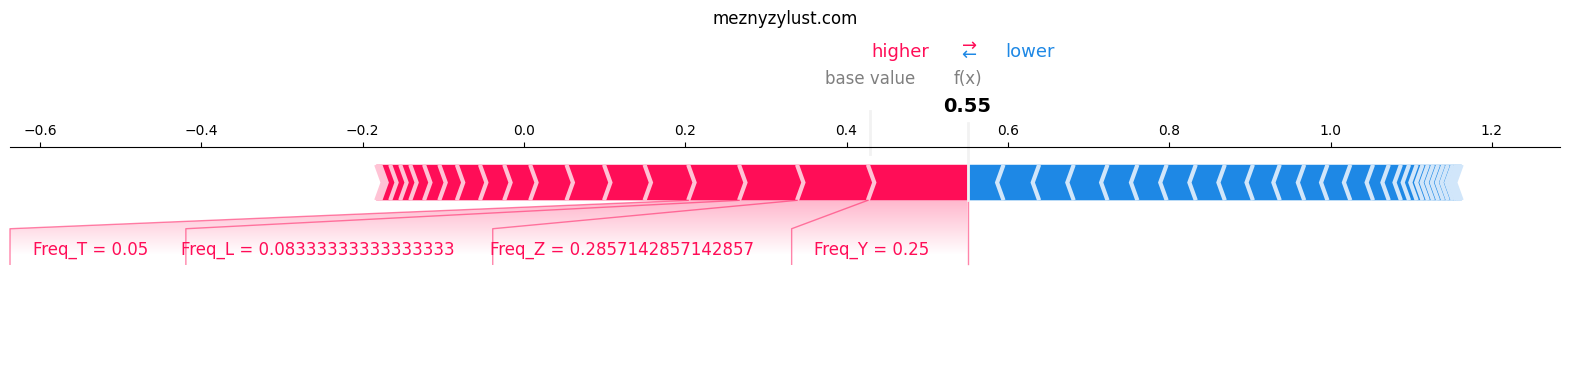 meznyzylust.com
higher ⇄ lower
base value f(x)
0.55
−0.6 −0.4 −0.2 0.0 0.2 0.4 0.6 0.8 1.0 1.2
Freq_T = 0.05 Freq_L = 0.08333333333333333 Freq_Z = 0.2857142857142857 Freq_Y = 0.25